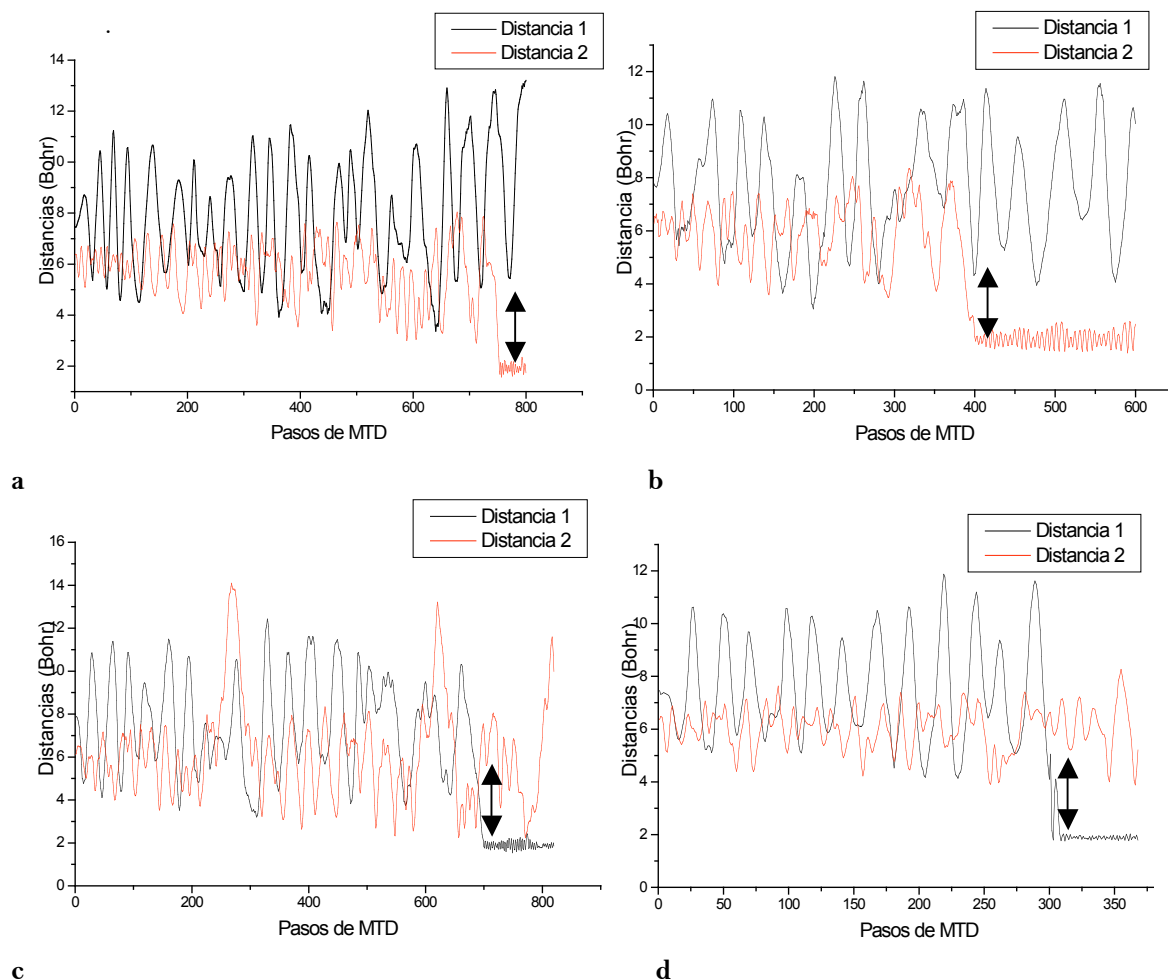 Distancia 1
Distancia 2
Distancias (Bohr)
14
12
10
8
6
4
2
0
200
400
600
800
Pasos de MTD
a
Distancia 1
Distancia 2
Distancia (Bohr)
12
10
8
6
4
2
0
0
100
200
300
400
500
600
Pasos de MTD
b
Distancia 1
Distancia 2
Distancias (Bohr)
16
14
12
10
8
6
4
2
0
0
200
400
600
800
Pasos de MTD
c
Distancia 1
Distancia 2
Distancias (Bohr)
12
10
8
6
4
2
0
0
50
100
150
200
250
300
350
Pasos de MTD
d